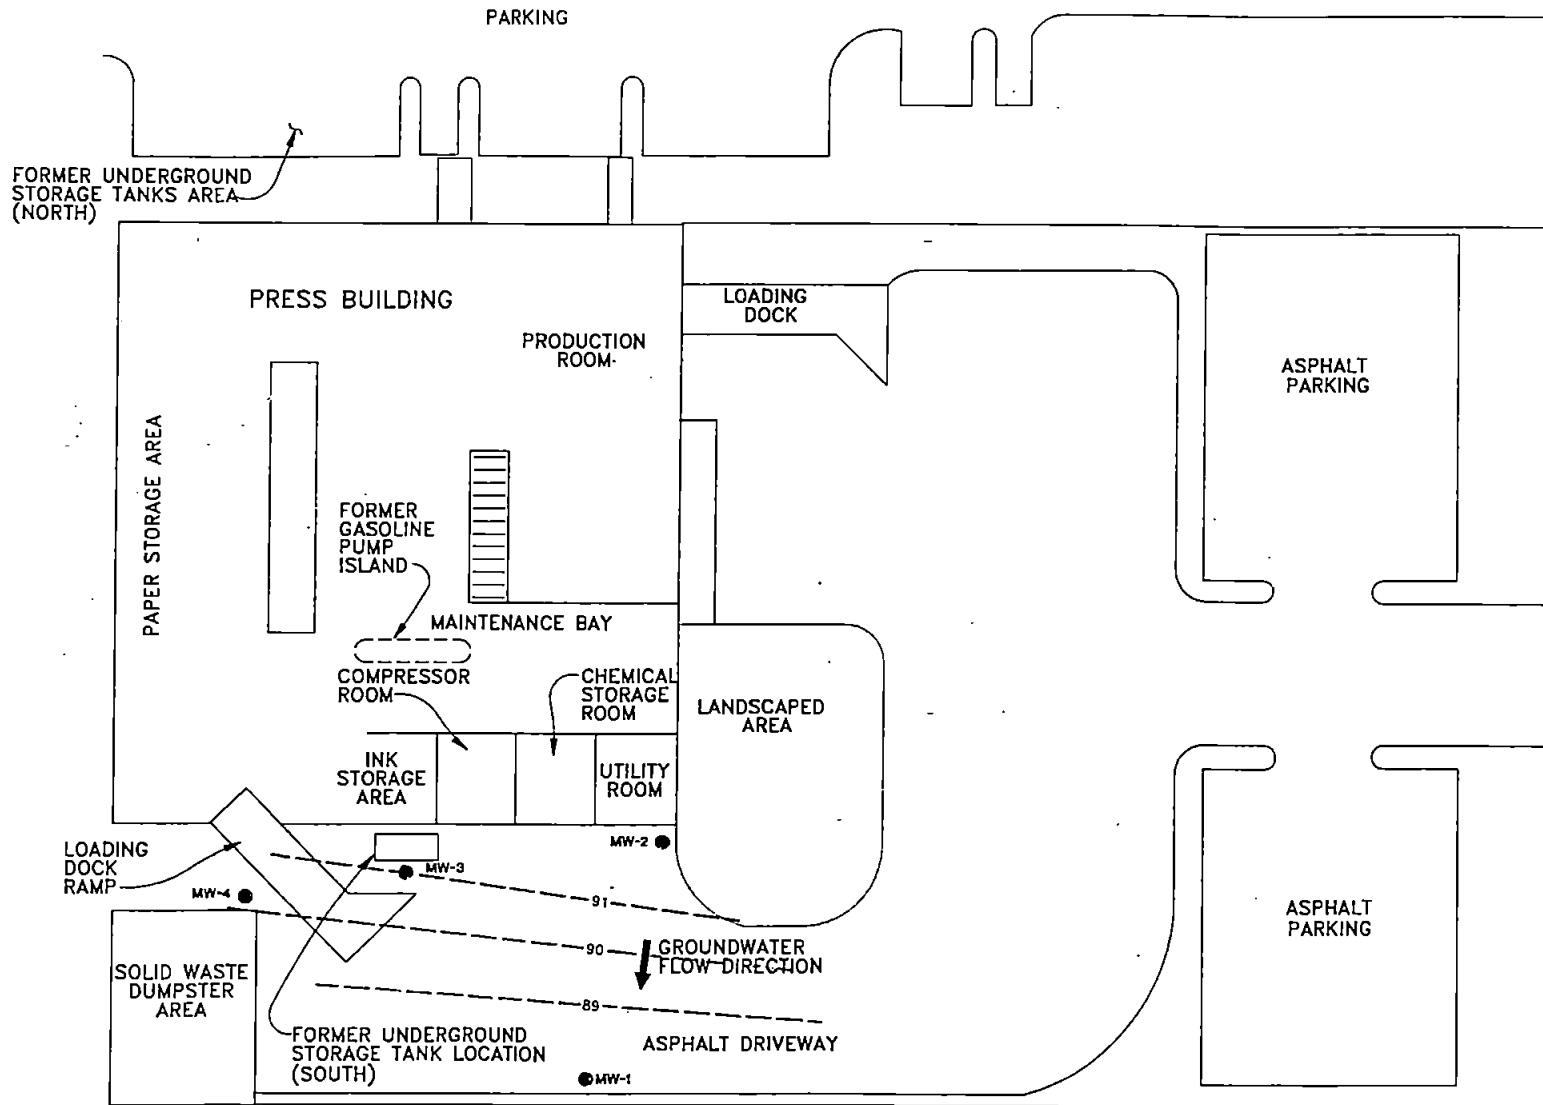 PARKING
FORMER UNDERGROUND
STORAGE TANKS AREA
(NORTH)
PRESS BUILDING
LOADING
DOCK
PRODUCTION
ROOM
ASPHALT
PARKING
PAPER STORAGE AREA
FORMER
GASOLINE
PUMP
ISLAND
MAINTENANCE BAY
COMPRESSOR
ROOM
CHEMICAL
STORAGE
ROOM
LANDSCAPED
AREA
INK
STORAGE
AREA
UTILITY
ROOM
LOADING
DOCK
RAMP
MW-2
MW-3
MW-4
91
ASPHALT
PARKING
90
GROUNDWATER
FLOW DIRECTION
SOLID WASTE
DUMPSTER
AREA
89
FORMER UNDERGROUND
STORAGE TANK LOCATION
(SOUTH)
ASPHALT DRIVEWAY
MW-1